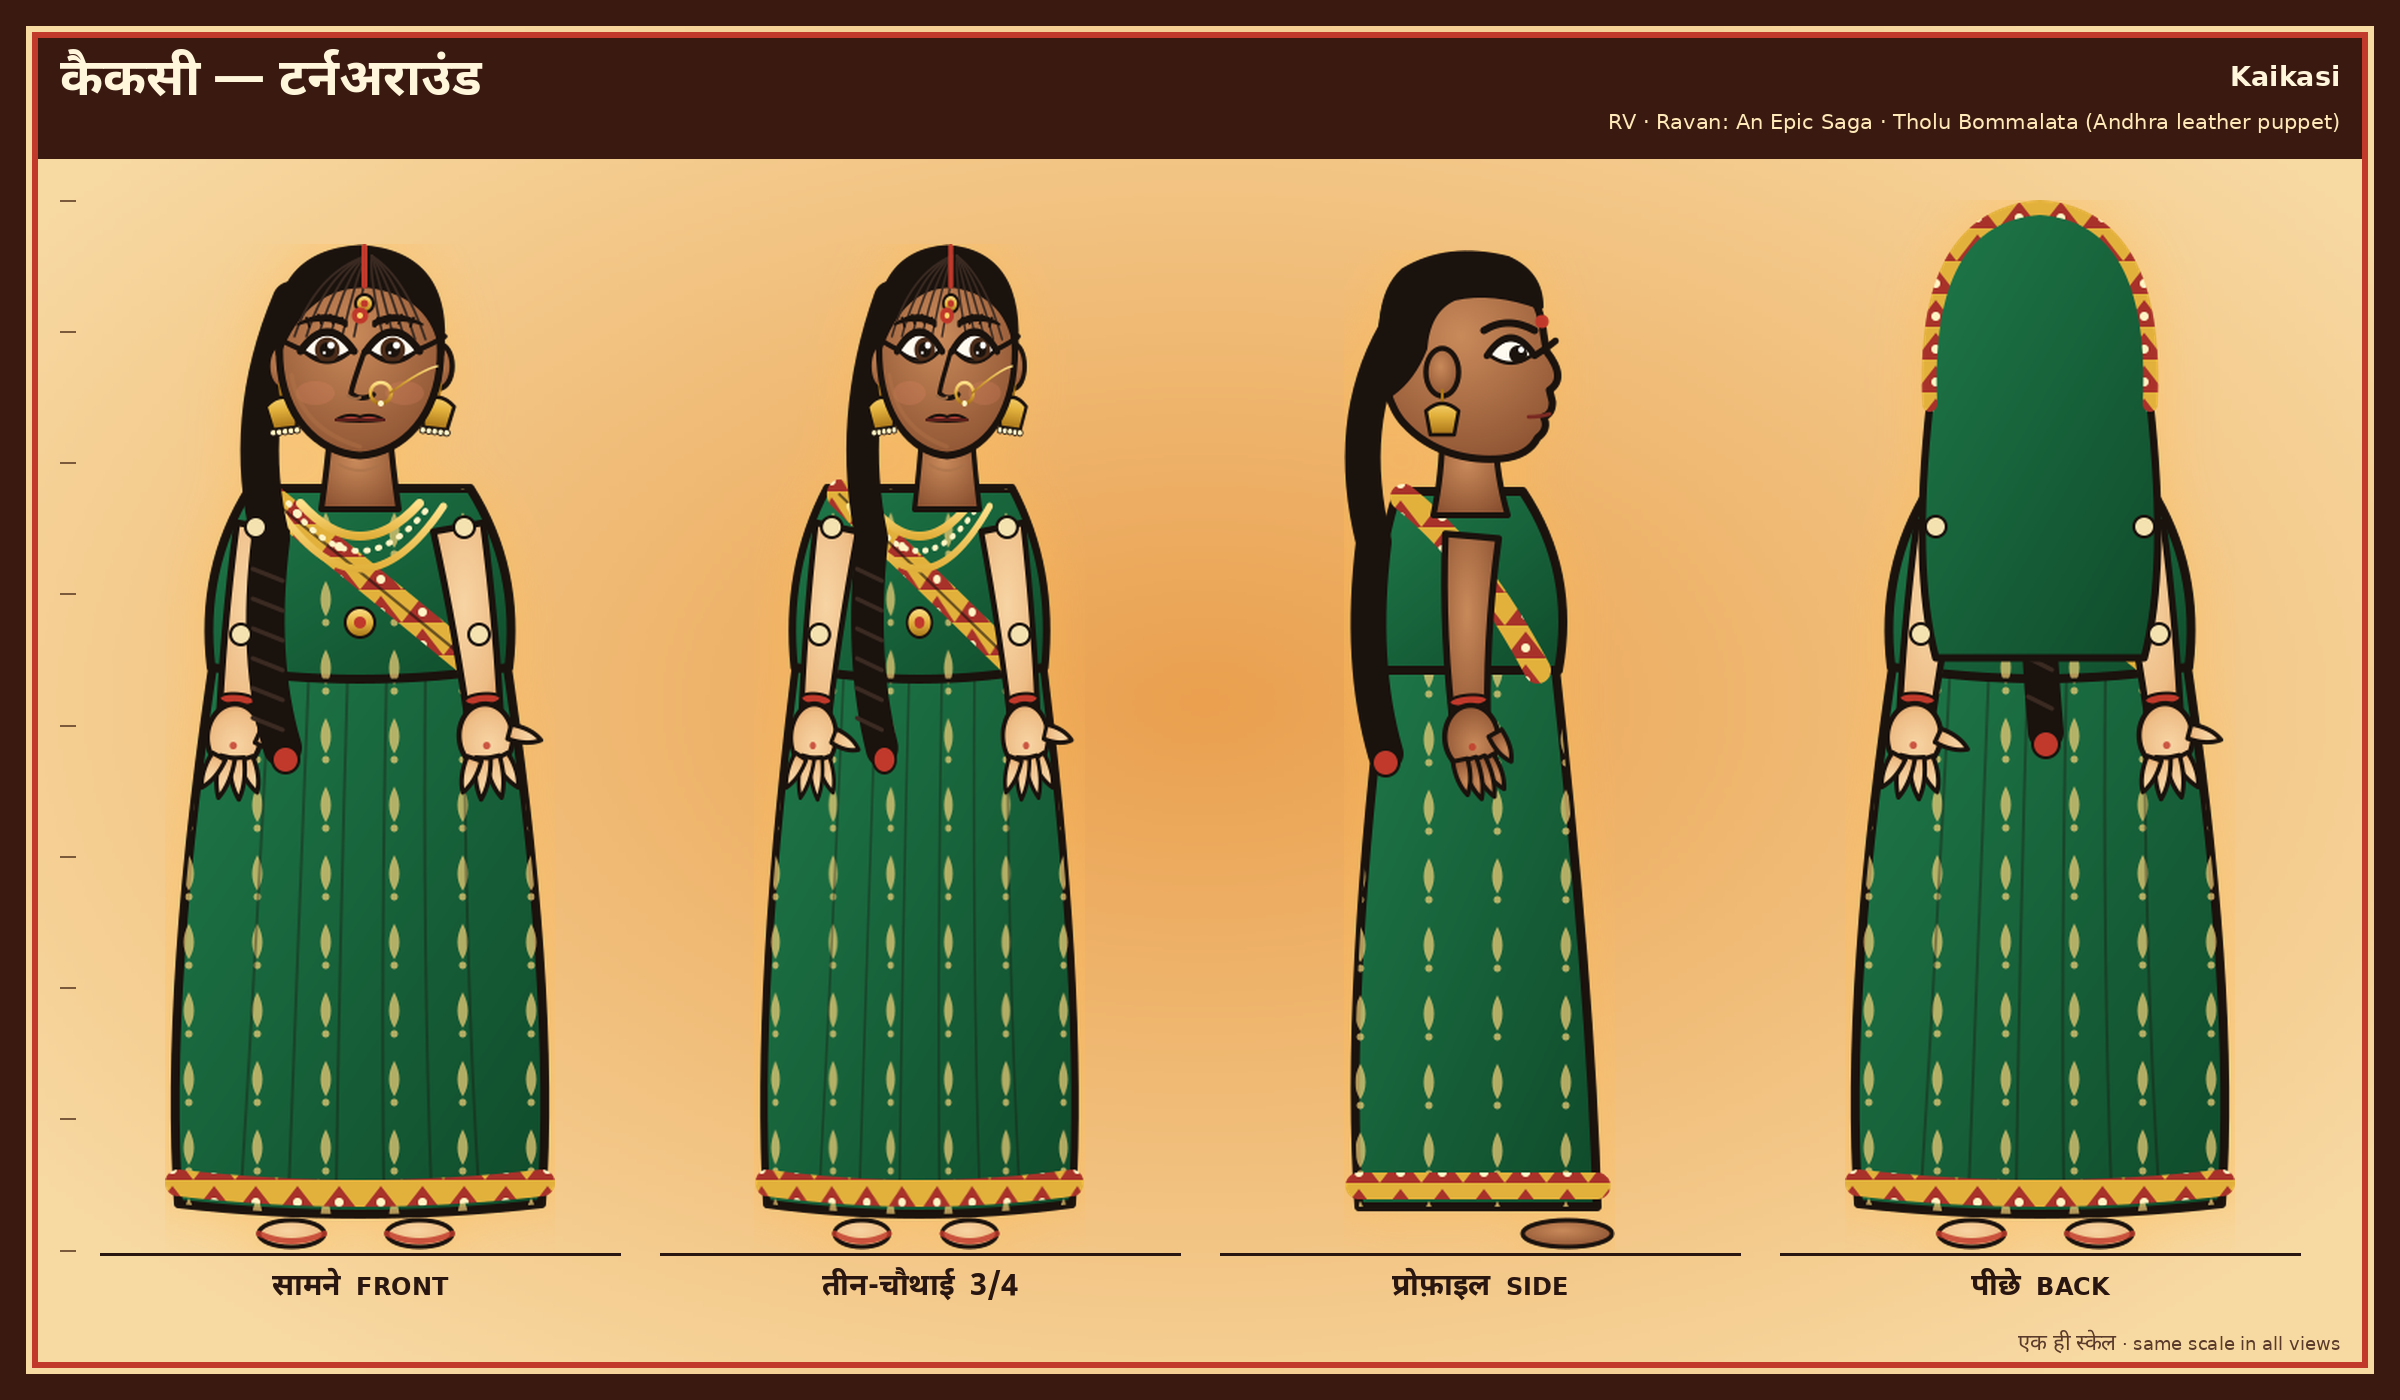 कैकसी — टर्नअराउंड
Kaikasi
RV · Ravan: An Epic Saga · Tholu Bommalata (Andhra leather puppet)
सामने FRONT
तीन-चौथाई 3/4
प्रोफ़ाइल SIDE
पीछे BACK
एक ही स्केल · same scale in all views